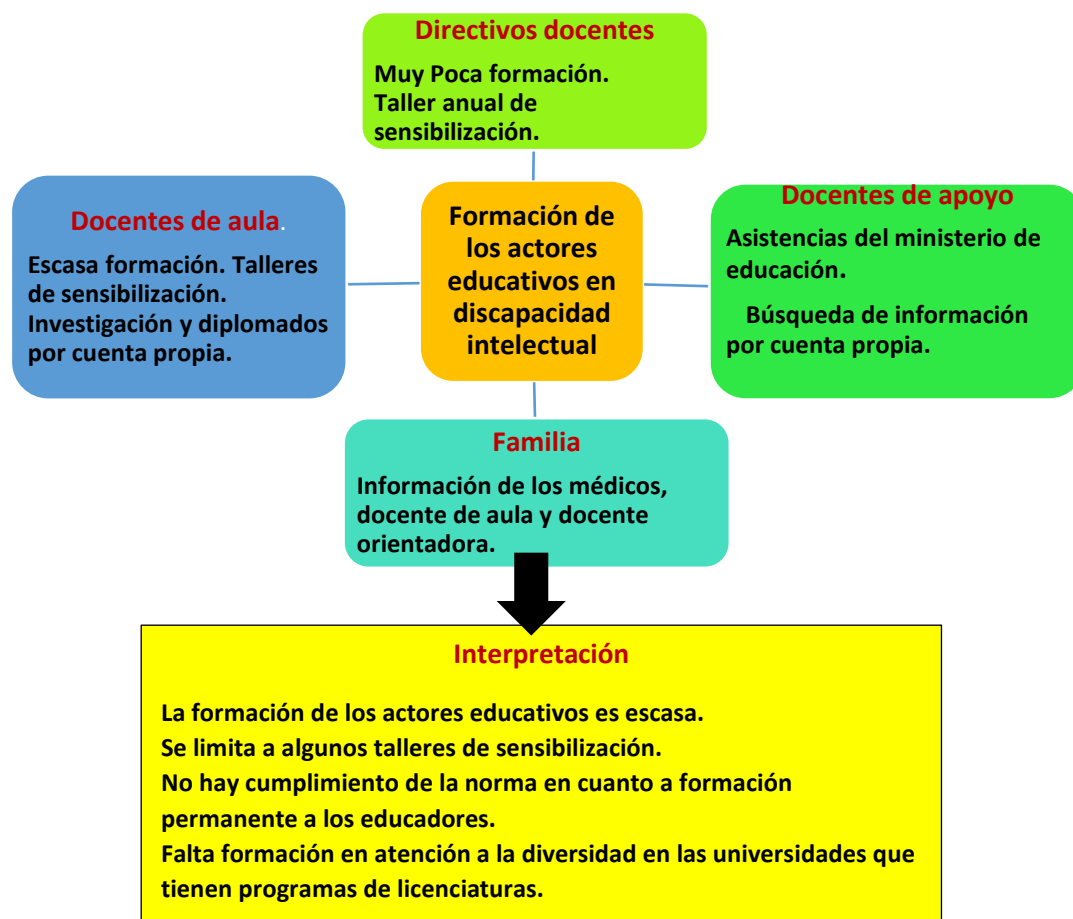 Directivos docentes
Muy Poca formación.
Taller anual de
sensibilización.
Docentes de aula.
Escasa formación. Talleres
de sensibilización.
Investigación y diplomados
por cuenta propia.
Formación de
los actores
educativos en
discapacidad
intelectual
Docentes de apoyo
Asistencias del ministerio de
educación.
Búsqueda de información
por cuenta propia.
Familia
Información de los médicos,
docente de aula y docente
orientadora.
Interpretación
La formación de los actores educativos es escasa.
Se limita a algunos talleres de sensibilización.
No hay cumplimiento de la norma en cuanto a formación
permanente a los educadores.
Falta formación en atención a la diversidad en las universidades que
tienen programas de licenciaturas.